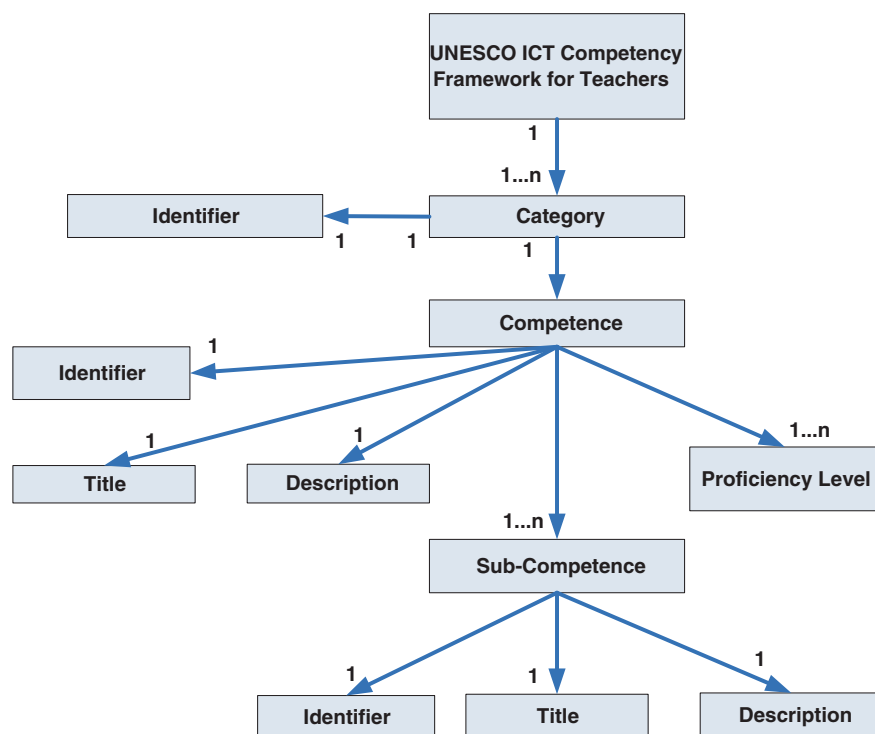 UNESCO ICT Competency
Framework for Teachers
1
1...n
Identifier
Category
1
1
1
Competence
1
Identifier
1
1
1...n
Title
Description
Proficiency Level
1...n
Sub-Competence
1
1
1
Identifier
Title
Description